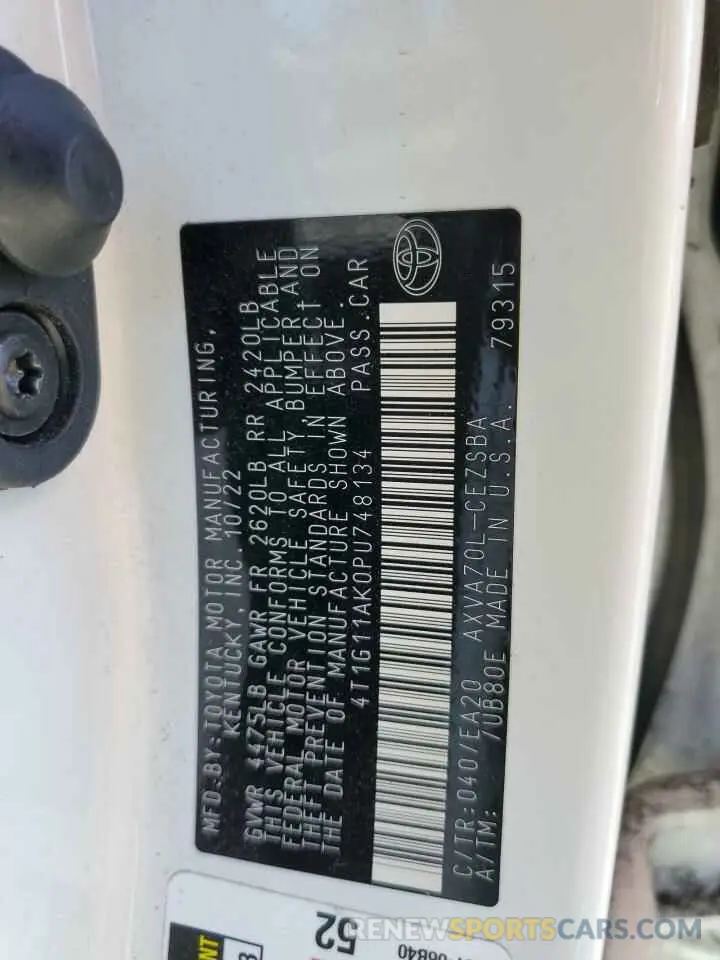 MFD.BY:TOYOTA MOTOR MANUFACTURING,
KENTUCKY,INC.10/22
GVWR 4475LB GAWR FR 2620LB RR 2420LB
THIS VEHICLE CONFORMS TO ALL APPLICABLE
FEDERAL MOTOR VEHICLE SAFETY, BUMPER AND
THEFT PREVENTION STANDARDS IN EFFECT ON
THE DATE OF MANUFACTURE SHOWN ABOVE.
4T1G11AK0PU748134 PASS.CAR
C/TR:040/EA20 AXVA70L-CEZSBA
A/TM: /UB80E MADE IN U.S.A. 79315
52
06B40
RENEWSPORTSCARS.COM